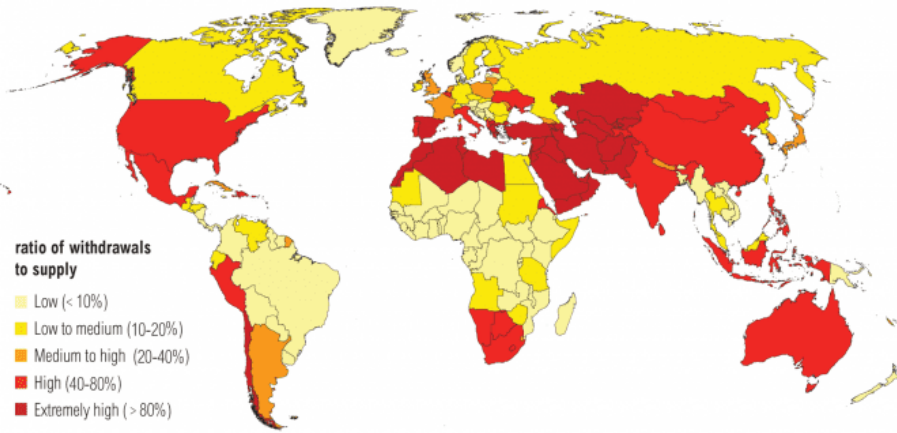 ratio of withdrawals
to supply
Low (< 10%)
Low to medium (10-20%)
Medium to high (20-40%)
High (40-80%)
Extremely high (> 80%)